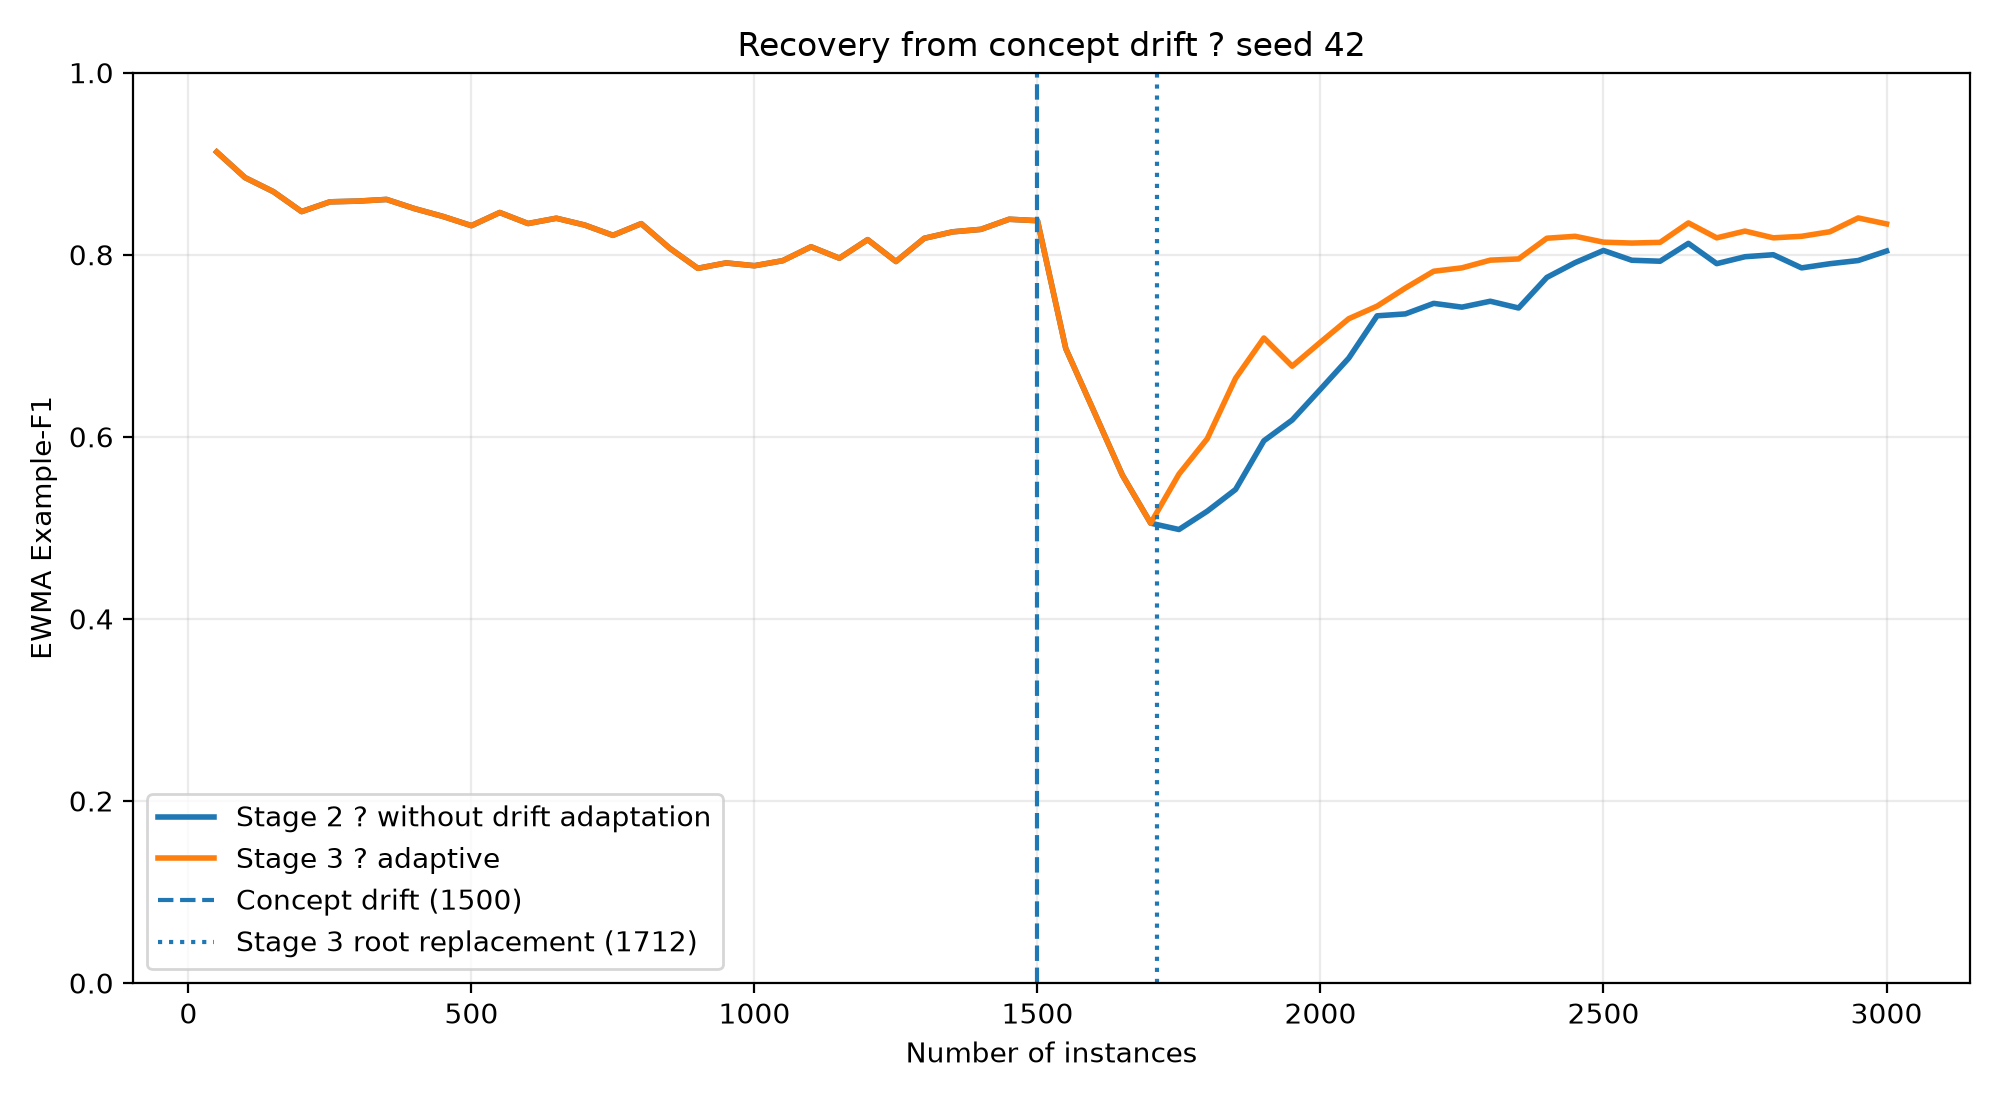 Recovery from concept drift ? seed 42
1.0
0.8
0.6
0.4
0.2
0.0
EWMA Example-F1
Stage 2 ? without drift adaptation
Stage 3 ? adaptive
Concept drift (1500)
Stage 3 root replacement (1712)
0 500 1000 1500 2000 2500 3000
Number of instances